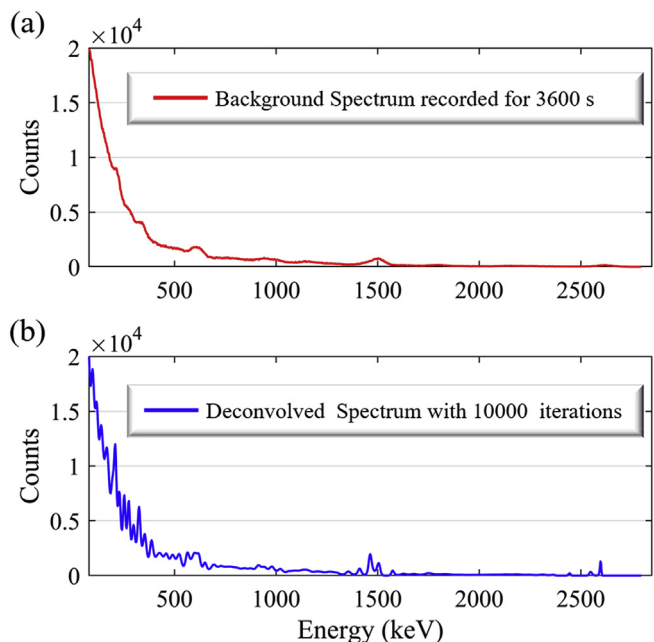 (a)
×10⁴
2
1.5
1
0.5
0
Counts
Background Spectrum recorded for 3600 s
500 1000 1500 2000 2500
(b)
×10⁴
2
1.5
1
0.5
0
Counts
Deconvolved Spectrum with 10000 iterations
500 1000 1500 2000 2500
Energy (keV)